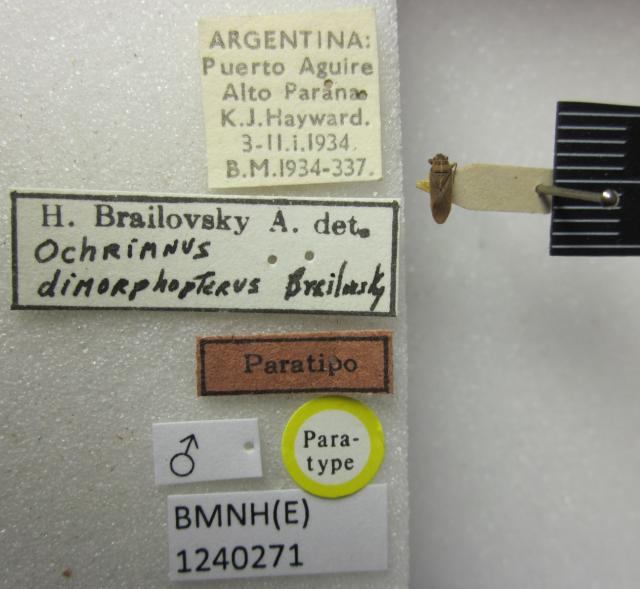 ARGENTINA:
Puerto Aguire
Alto Parana.
K.J.Hayward.
3-11.i.1934.
B.M.1934-337.
H. Brailovsky A. det.
OCHRIMNUS
dimorphopterus Brailovsky
Paratipo
♂
Para-
type
BMNH(E)
1240271